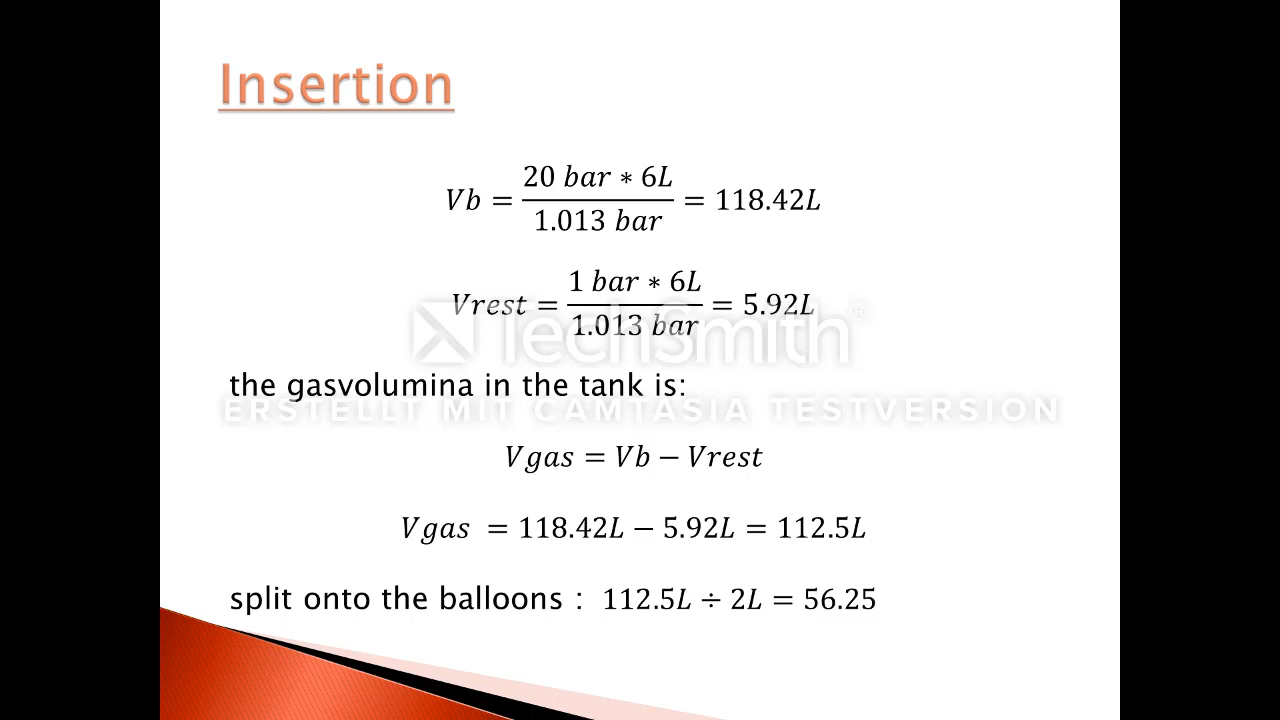 Insertion
Vb = \frac{20 bar * 6L}{1.013 bar} = 118.42L
Vrest = \frac{1 bar * 6L}{1.013 bar} = 5.92L
TechSmith®
the gasvolumina in the tank is:
ERSTELLT MIT CAMTASIA TESTVERSION
Vgas = Vb − Vrest
Vgas = 118.42L − 5.92L = 112.5L
split onto the balloons : 112.5L ÷ 2L = 56.25